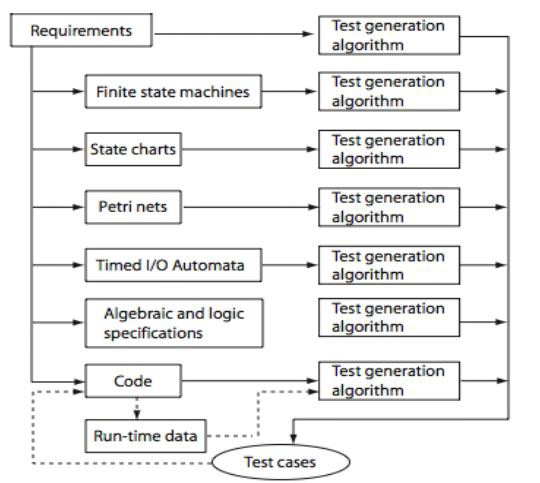 Requirements
Test generation
algorithm
Finite state machines
Test generation
algorithm
State charts
Test generation
algorithm
Petri nets
Test generation
algorithm
Timed I/O Automata
Test generation
algorithm
Algebraic and logic
specifications
Test generation
algorithm
Code
Test generation
algorithm
Run-time data
Test cases